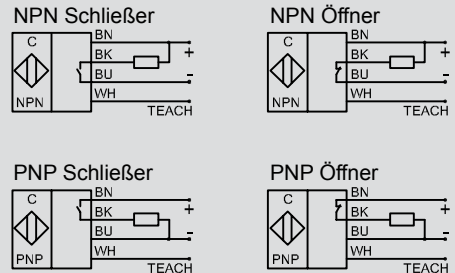 NPN Schließer
C
NPN
BN
BK
BU
WH
+
-
TEACH
NPN Öffner
C
NPN
BN
BK
BU
WH
+
-
TEACH
PNP Schließer
C
PNP
BN
BK
BU
WH
+
-
TEACH
PNP Öffner
C
PNP
BN
BK
BU
WH
+
-
TEACH